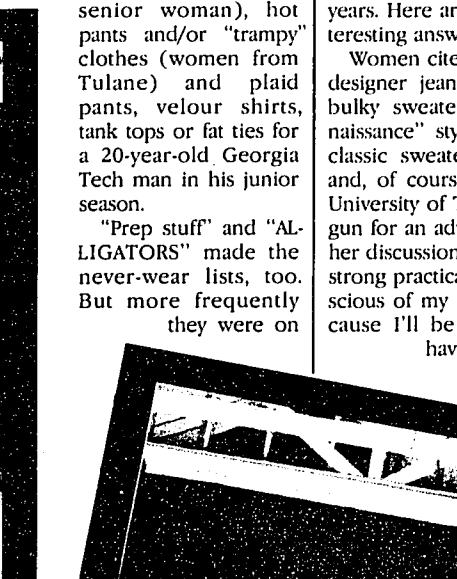 senior woman), hot
pants and/or "trampy"
clothes (women from
Tulane) and plaid
pants, velour shirts,
tank tops or fat ties for
a 20-year-old Georgia
Tech man in his junior
season.
"Prep stuff" and "AL-
LIGATORS" made the
never-wear lists, too.
But more frequently
they were on
years. Here ar
teresting answ
Women cite
designer jean
bulky sweate
naissance" sty
classic sweate
and, of cours
University of T
gun for an ad
her discussion
strong practica
scious of my
cause I'll be
hav